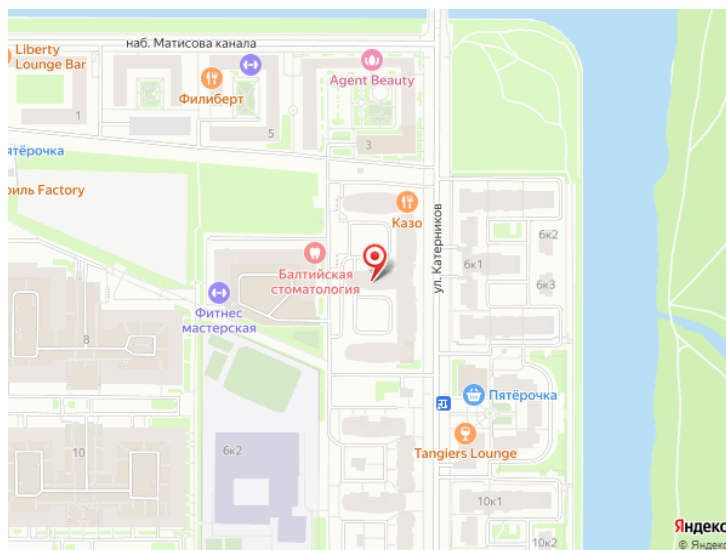 наб. Матисова канала
Liberty
Lounge Bar
Филиберт
Agent Beauty
1
5
3
ятёрочка
риль Factory
Казо
ул. Катерников
6к2
6к1
6к3
Балтийская
стоматология
Фитнес
мастерская
8
Пятёрочка
Tangiers Lounge
10
6к2
10к1
10к2
Яндекс
© Яндекс